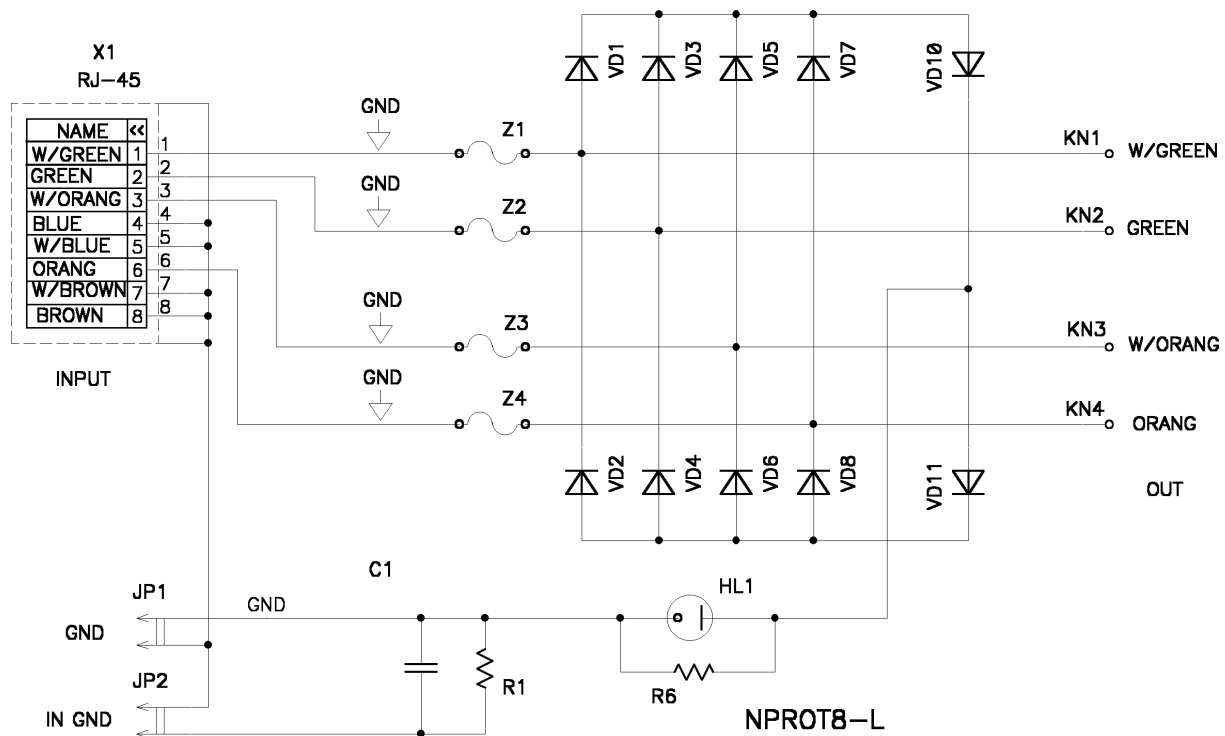 X1
RJ-45
NAME <<
W/GREEN 1 1
GREEN 2 2
W/ORANG 3 3
BLUE 4 4
W/BLUE 5 5
ORANG 6 6
W/BROWN 7 7
BROWN 8 8
INPUT
GND
Z1
GND
Z2
GND
Z3
GND
Z4
VD1
VD3
VD5
VD7
VD10
KN1 W/GREEN
KN2 GREEN
KN3 W/ORANG
KN4 ORANG
VD2
VD4
VD6
VD8
VD11
OUT
JP1
GND
GND
C1
HL1
JP2
IN GND
R1
R6
NPROT8-L